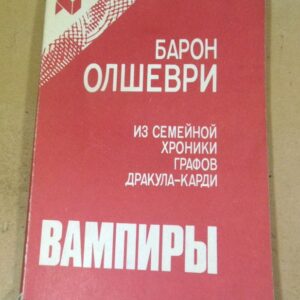 БАРОН
ОЛШЕВРИ
ИЗ СЕМЕЙНОЙ
ХРОНИКИ
ГРАФОВ
ДРАКУЛА-КАРДИ
ВАМПИРЫ